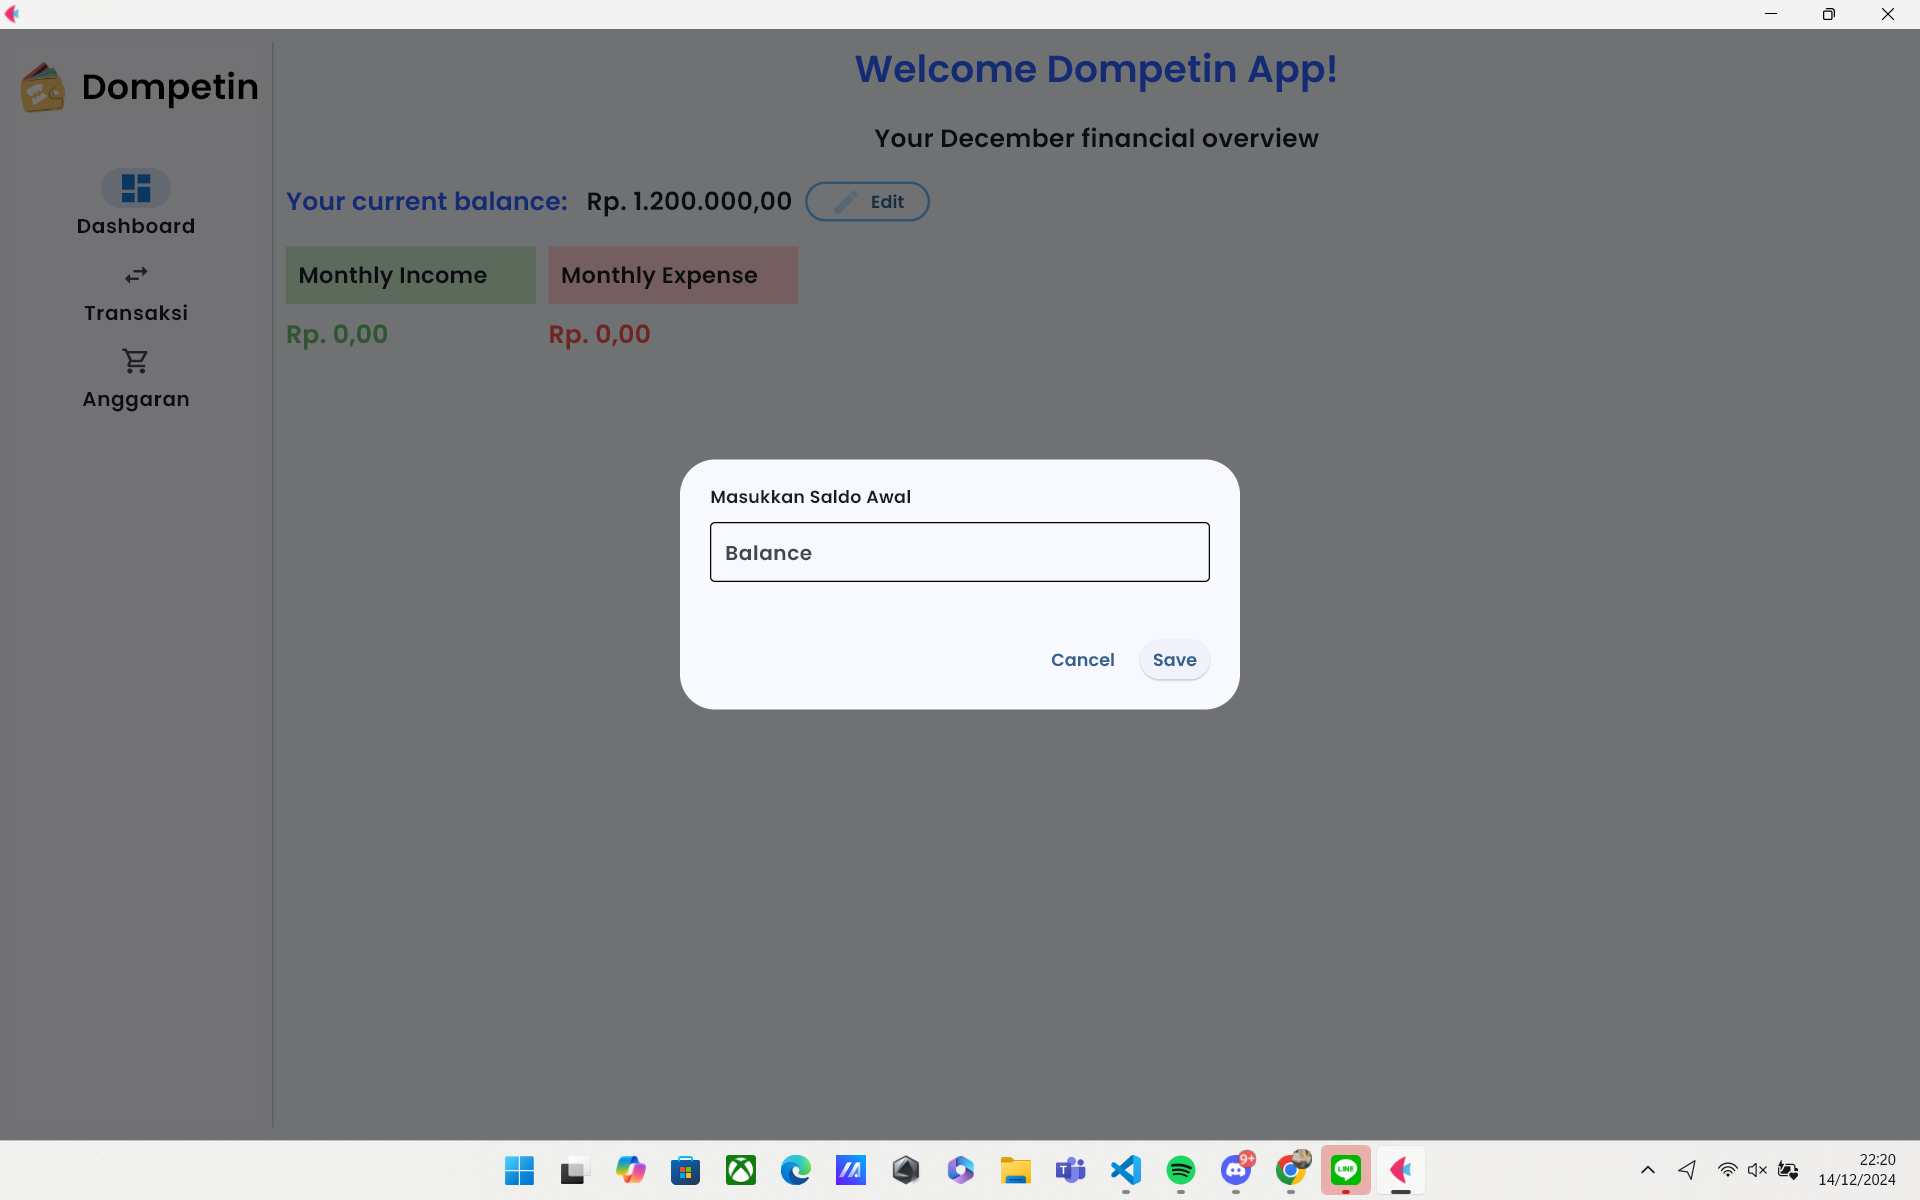 Dompetin
Welcome Dompetin App!
Your December financial overview
Your current balance: Rp. 1.200.000,00 Edit
Dashboard
Monthly Income
Monthly Expense
Transaksi
Rp. 0,00
Rp. 0,00
Anggaran
Masukkan Saldo Awal
Balance
Cancel
Save
9+
LINE
22:20
14/12/2024